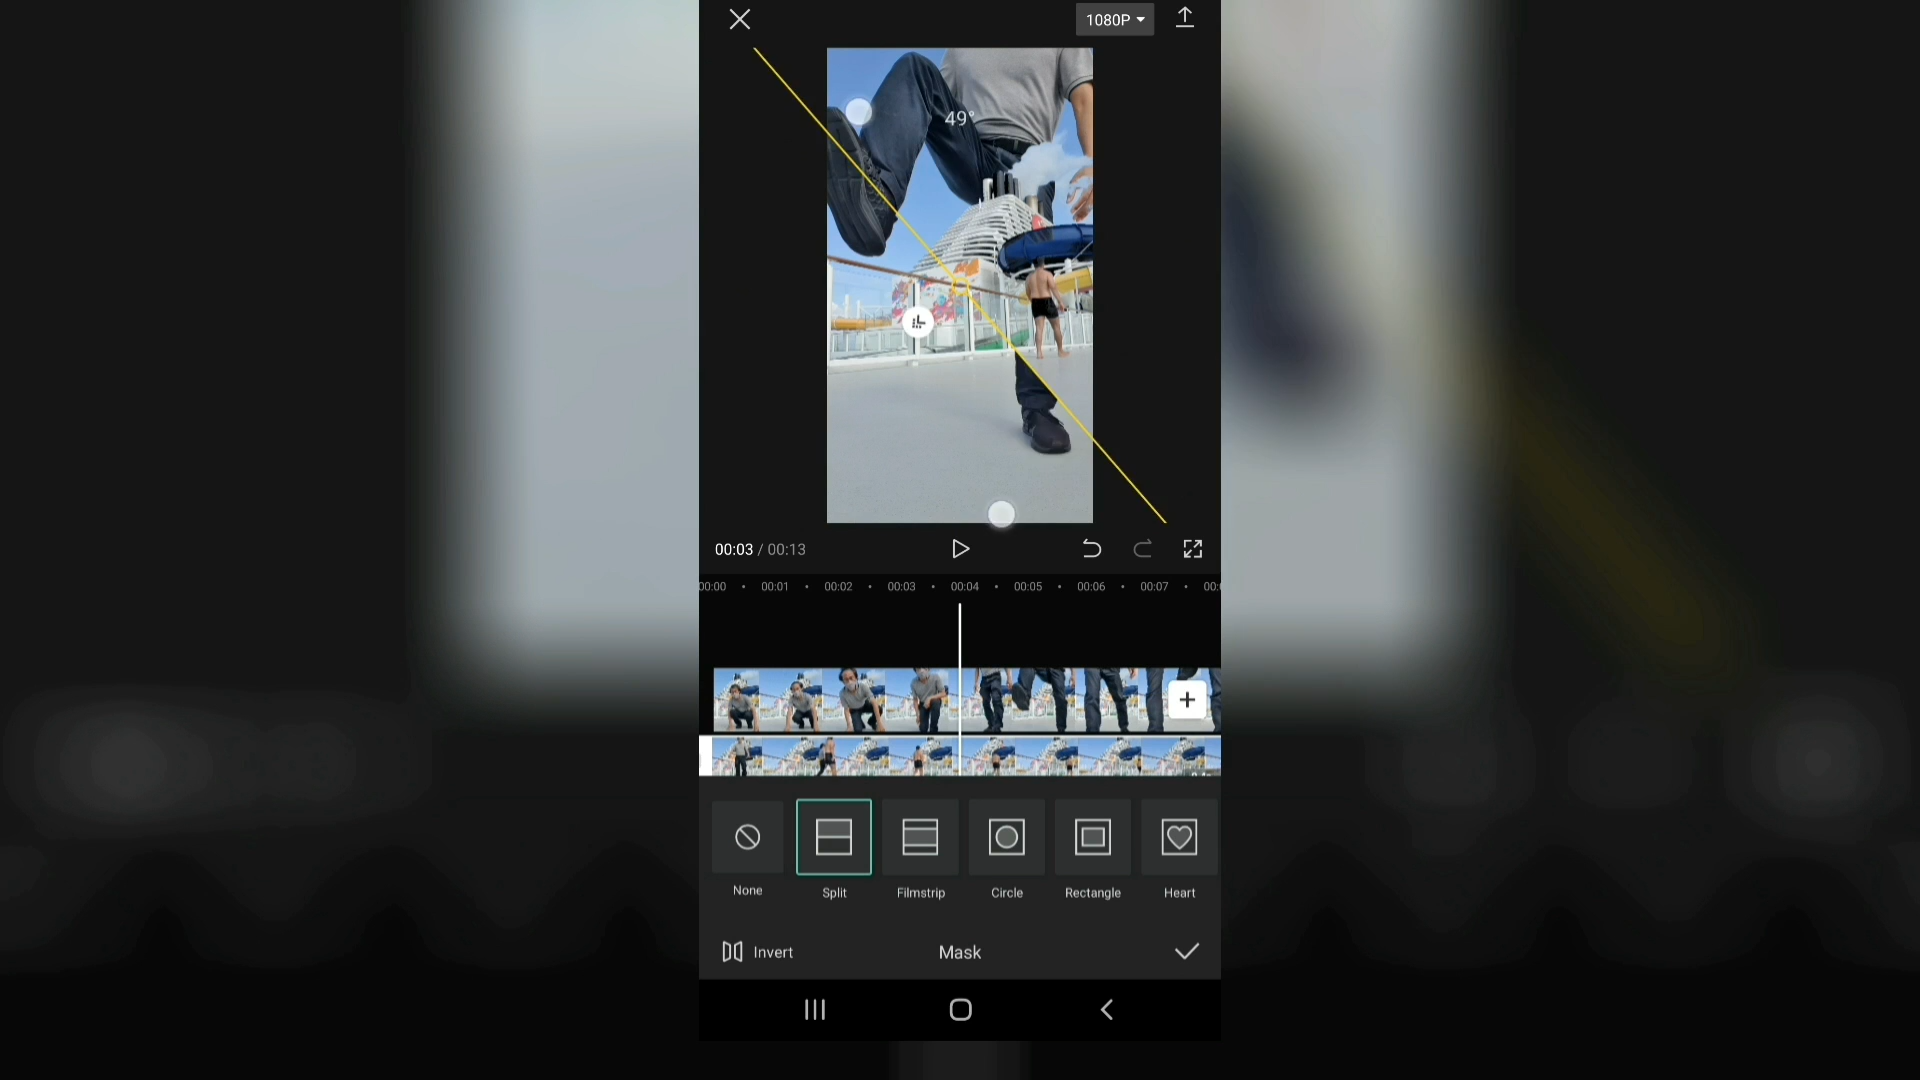 1080P
49°
00:03 / 00:13
00:00 00:01 00:02 00:03 00:04 00:05 00:06 00:07
None Split Filmstrip Circle Rectangle Heart
Invert Mask